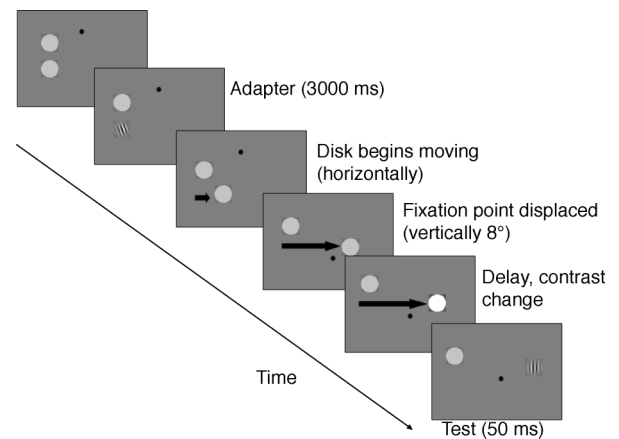 Adapter (3000 ms)
Disk begins moving
(horizontally)
Fixation point displaced
(vertically 8°)
Delay, contrast
change
Time
Test (50 ms)